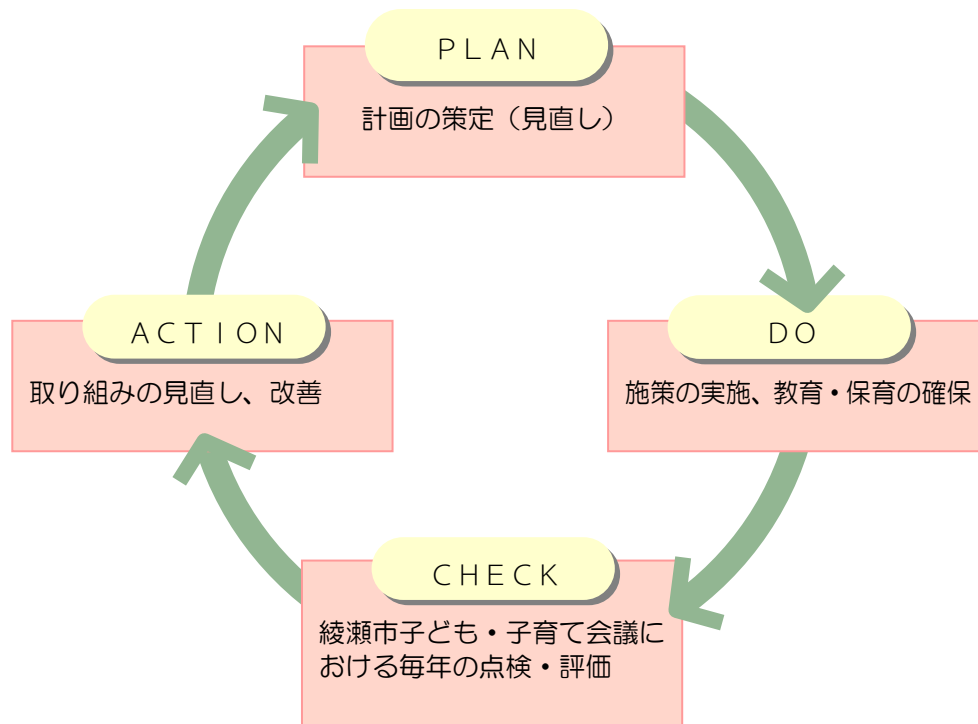 ＰＬＡＮ
計画の策定（見直し）
ＡＣＴＩＯＮ
取り組みの見直し、改善
ＤＯ
施策の実施、教育・保育の確保
ＣＨＥＣＫ
綾瀬市子ども・子育て会議に
おける毎年の点検・評価